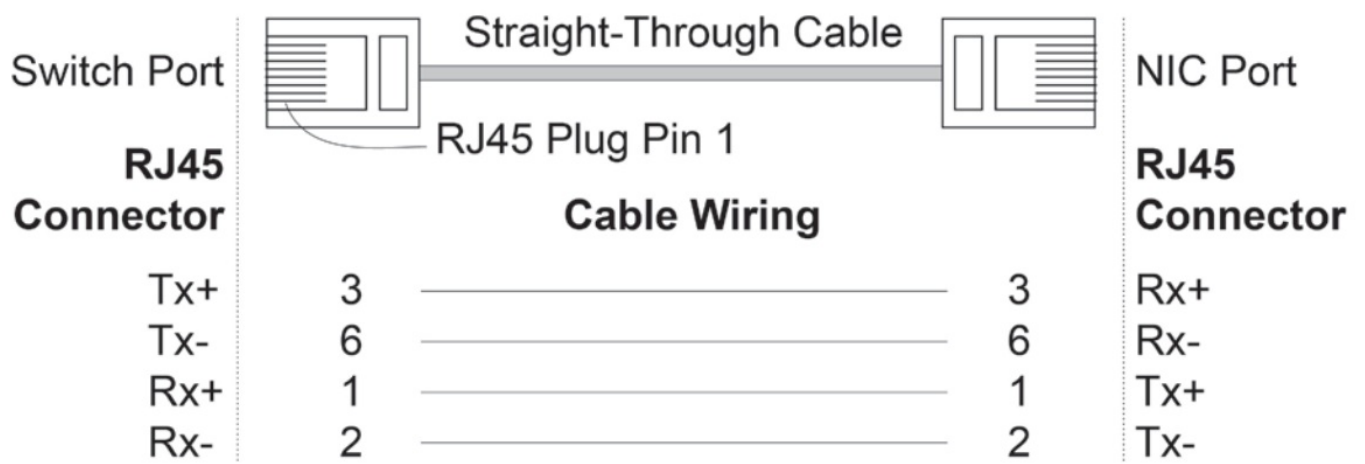 Straight-Through Cable
Switch Port NIC Port
RJ45 Plug Pin 1
RJ45 Connector Cable Wiring RJ45 Connector
Tx+ 3 3 Rx+
Tx- 6 6 Rx-
Rx+ 1 1 Tx+
Rx- 2 2 Tx-